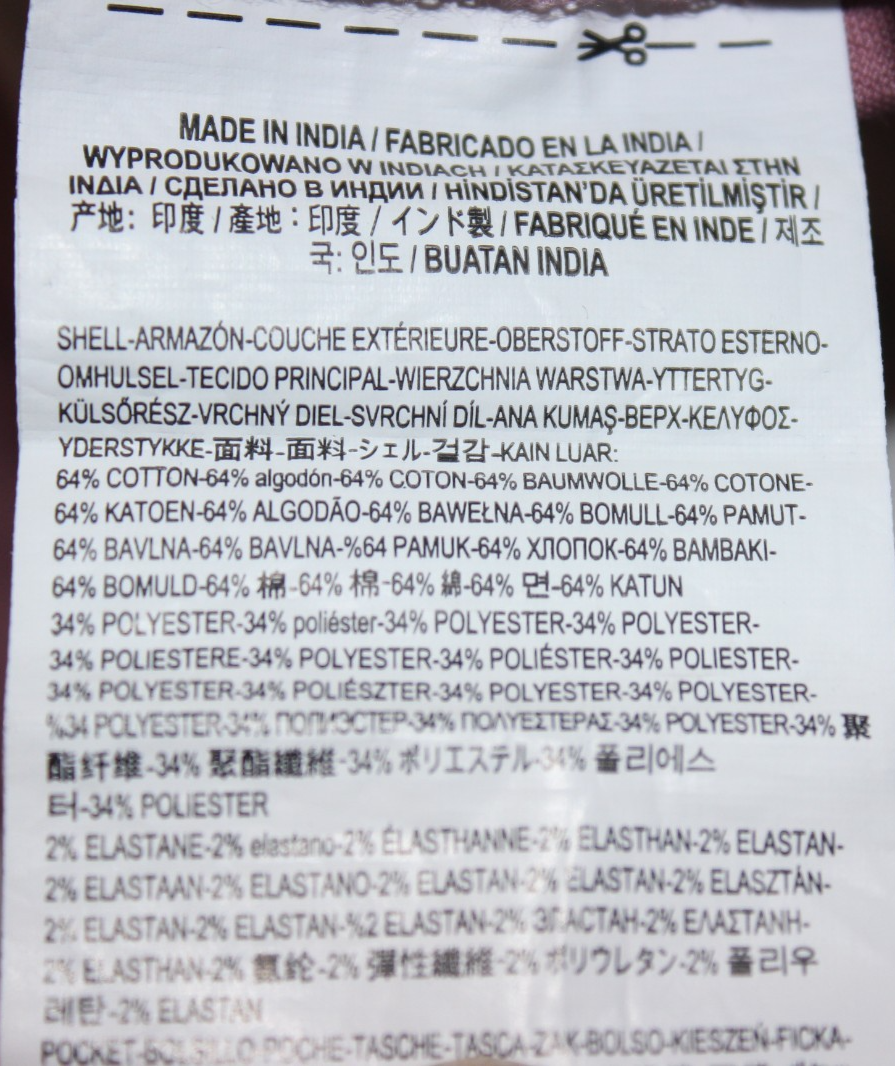 MADE IN INDIA / FABRICADO EN LA INDIA /
WYPRODUKOWANO W INDIACH / ΚΑΤΑΣΚΕΥΑΖΕΤΑΙ ΣΤΗΝ
ΙΝΔΙΑ / СДЕЛАНО В ИНДИИ / HİNDİSTAN'DA ÜRETİLMİŞTİR /
产地: 印度 / 產地：印度 / インド製 / FABRIQUÉ EN INDE / 제조
국: 인도 / BUATAN INDIA
SHELL-ARMAZÓN-COUCHE EXTÉRIEURE-OBERSTOFF-STRATO ESTERNO-
OMHULSEL-TECIDO PRINCIPAL-WIERZCHNIA WARSTWA-YTTERTYG-
KÜLSŐRÉSZ-VRCHNÝ DIEL-SVRCHNÍ DÍL-ANA KUMAŞ-ВЕРХ-ΚΕΛΥΦΟΣ-
YDERSTYKKE-面料-面料-シェル-겉감-KAIN LUAR:
64% COTTON-64% algodón-64% COTON-64% BAUMWOLLE-64% COTONE-
64% KATOEN-64% ALGODÃO-64% BAWEŁNA-64% BOMULL-64% PAMUT-
64% BAVLNA-64% BAVLNA-%64 PAMUK-64% ХЛОПОК-64% BAMBAKI-
64% BOMULD-64% 棉-64% 棉-64% 綿-64% 면-64% KATUN
34% POLYESTER-34% poliéster-34% POLYESTER-34% POLYESTER-
34% POLIESTERE-34% POLYESTER-34% POLIÉSTER-34% POLIESTER-
34% POLYESTER-34% POLIÉSZTER-34% POLYESTER-34% POLYESTER-
%34 POLYESTER-34% ПОЛИЭСТЕР-34% ΠΟΛΥΕΣΤΕΡΑΣ-34% POLYESTER-34% 聚
酯纤维-34% 聚酯纖維-34% ポリエステル-34% 폴리에스
터-34% POLIESTER
2% ELASTANE-2% elastano-2% ÉLASTHANNE-2% ELASTHAN-2% ELASTAN-
2% ELASTAAN-2% ELASTANO-2% ELASTAN-2% ELASTAN-2% ELASZTÁN-
2% ELASTAN-2% ELASTAN-%2 ELASTAN-2% ЭЛАСТАН-2% ΕΛΑΣΤΑΝΗ-
2% ELASTHAN-2% 氨纶-2% 彈性纖維-2% ポリウレタン-2% 폴리우
레탄-2% ELASTAN
POCKET-BOLSILLO POCHE-TASCHE-TASCA-ZAK-BOLSO-KIESZEŃ-FICKA-